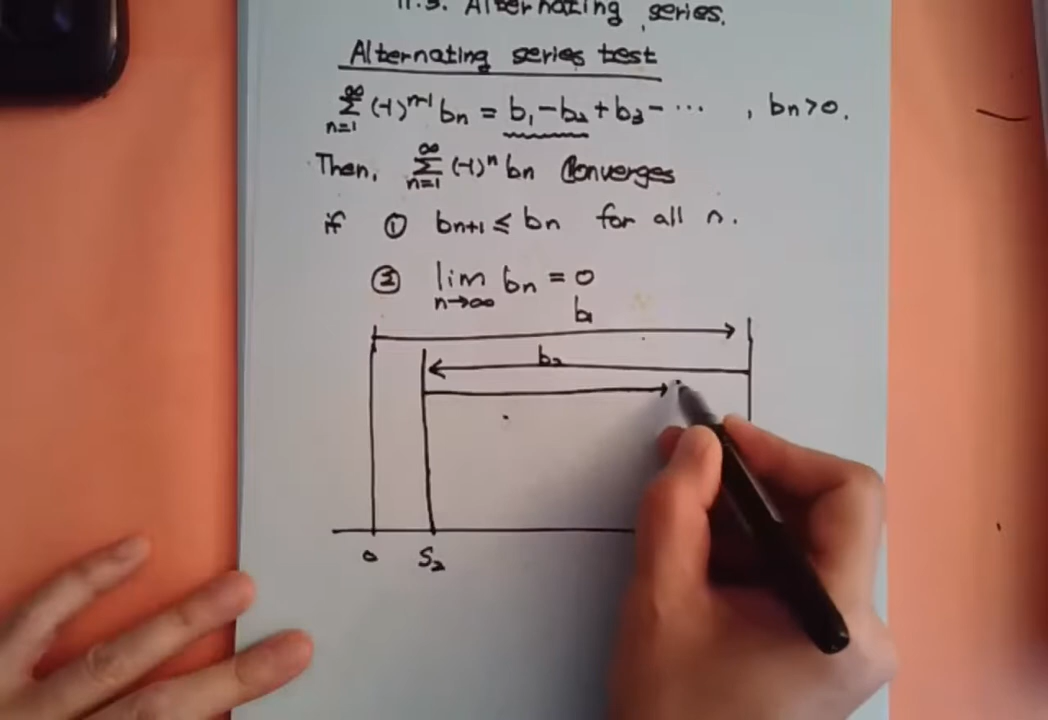 11.5. Alternating series.
Alternating series test
∞ ∑ n=1 (-1)ⁿ⁻¹ bₙ = b₁ - b₂ + b₃ - ⋯ , bₙ > 0.
Then, ∞ ∑ n=1 (-1)ⁿ bₙ Converges
if ① bₙ₊₁ ≤ bₙ for all n.
② lim n→∞ bₙ = 0
b₁
b₂
0 S₂